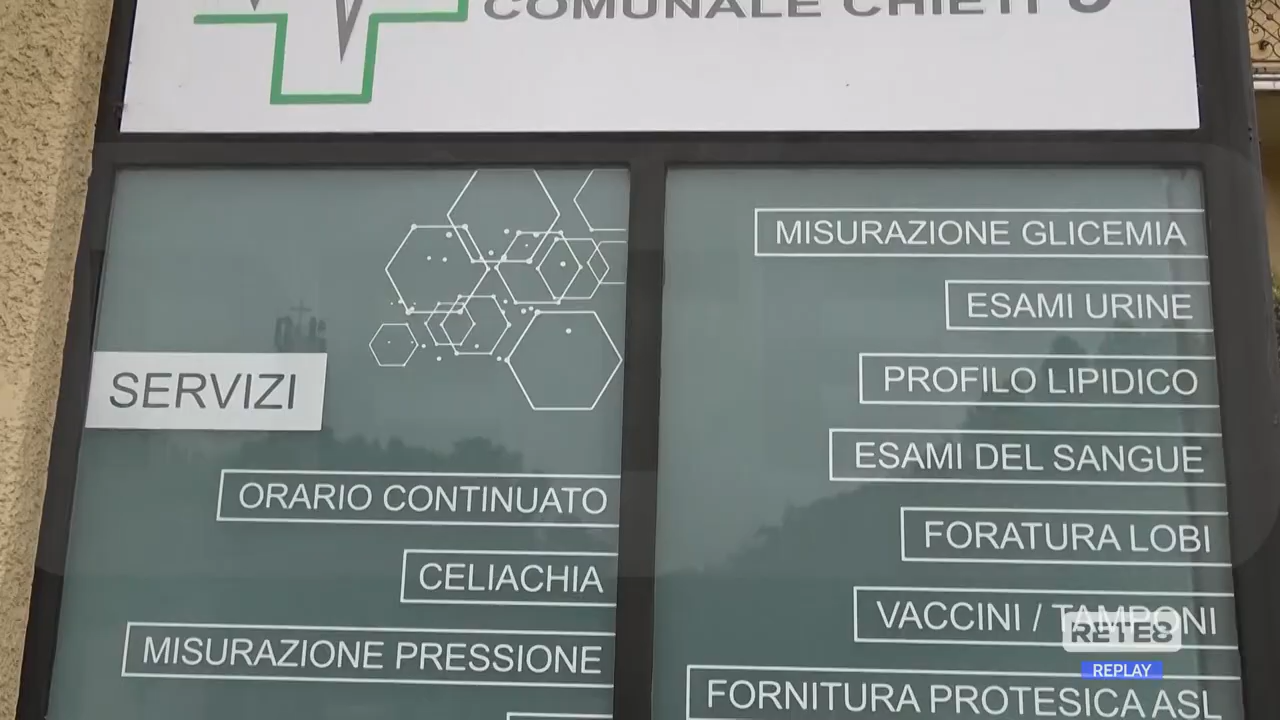 COMUNALE CHIETI
SERVIZI
ORARIO CONTINUATO
CELIACHIA
MISURAZIONE PRESSIONE
MISURAZIONE GLICEMIA
ESAMI URINE
PROFILO LIPIDICO
ESAMI DEL SANGUE
FORATURA LOBI
VACCINI / TAMPONI
FORNITURA PROTESICA ASL
RETE8
REPLAY